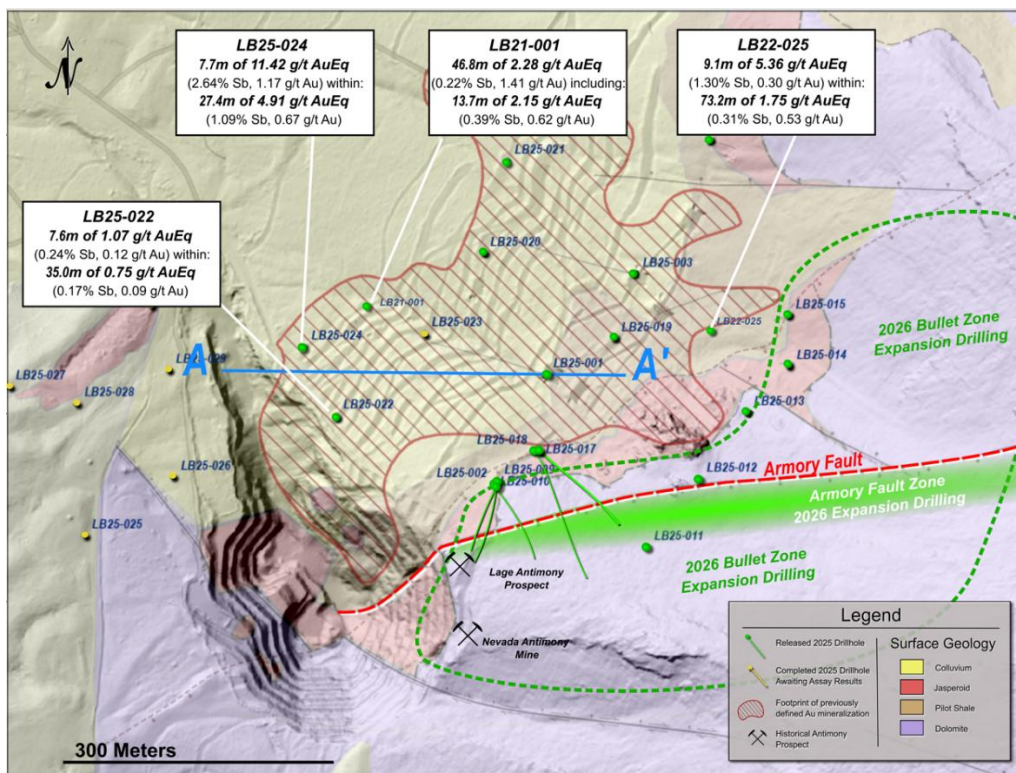 N
LB25-024
7.7m of 11.42 g/t AuEq
(2.64% Sb, 1.17 g/t Au) within:
27.4m of 4.91 g/t AuEq
(1.09% Sb, 0.67 g/t Au)
LB21-001
46.8m of 2.28 g/t AuEq
(0.22% Sb, 1.41 g/t Au) including:
13.7m of 2.15 g/t AuEq
(0.39% Sb, 0.62 g/t Au)
LB22-025
9.1m of 5.36 g/t AuEq
(1.30% Sb, 0.30 g/t Au) within:
73.2m of 1.75 g/t AuEq
(0.31% Sb, 0.53 g/t Au)
LB25-022
7.6m of 1.07 g/t AuEq
(0.24% Sb, 0.12 g/t Au) within:
35.0m of 0.75 g/t AuEq
(0.17% Sb, 0.09 g/t Au)
LB25-021
LB25-020
LB25-003
LB21-001
LB25-023
LB25-024
LB25-019
LB22-025
LB25-015
2026 Bullet Zone
Expansion Drilling
A
LB25-029
LB25-001
A'
LB25-014
LB25-027
LB25-028
LB25-022
LB25-013
LB25-018
LB25-017
LB25-002
LB25-009
LB25-010
LB25-012
Armory Fault
LB25-026
Armory Fault Zone
2026 Expansion Drilling
LB25-025
LB25-011
Lage Antimony
Prospect
2026 Bullet Zone
Expansion Drilling
Nevada Antimony
Mine
Legend
Released 2025 Drillhole
Completed 2025 Drillhole
Awaiting Assay Results
Footprint of previously
defined Au mineralization
Historical Antimony
Prospect
Surface Geology
Colluvium
Jasperoid
Pilot Shale
Dolomite
300 Meters